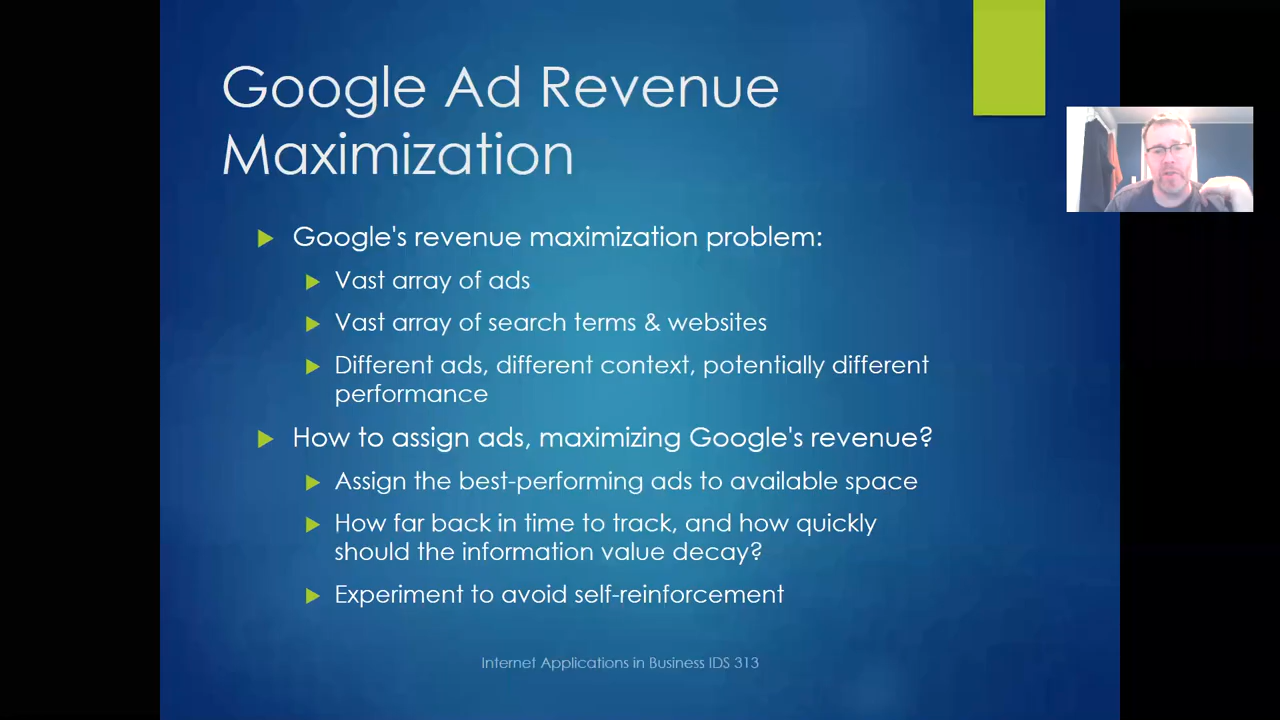 Google Ad Revenue
Maximization
Google's revenue maximization problem:
Vast array of ads
Vast array of search terms & websites
Different ads, different context, potentially different
performance
How to assign ads, maximizing Google's revenue?
Assign the best-performing ads to available space
How far back in time to track, and how quickly
should the information value decay?
Experiment to avoid self-reinforcement
Internet Applications in Business IDS 313